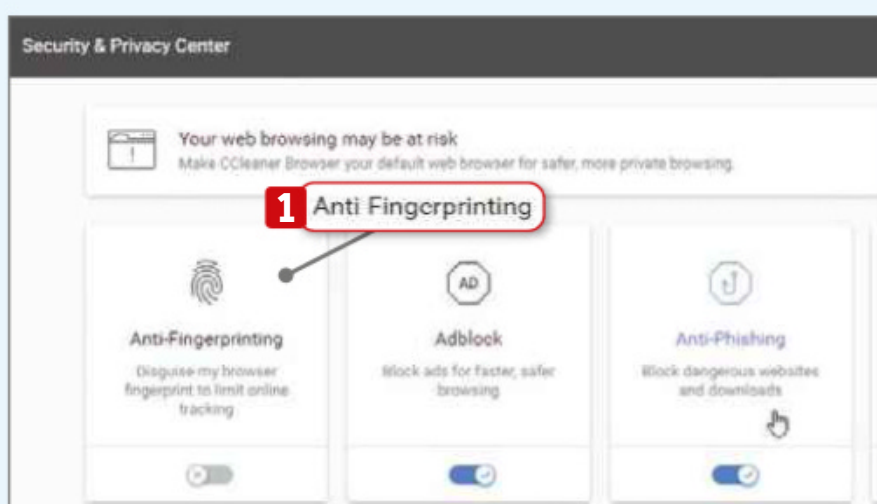 Security & Privacy Center
Your web browsing may be at risk
Make CCleaner Browser your default web browser for safer, more private browsing.
1 Anti Fingerprinting
AD
Anti-Fingerprinting
Disguise my browser
fingerprint to limit online
tracking
Adblock
Block ads for faster, safer
browsing
Anti-Phishing
Block dangerous websites
and downloads